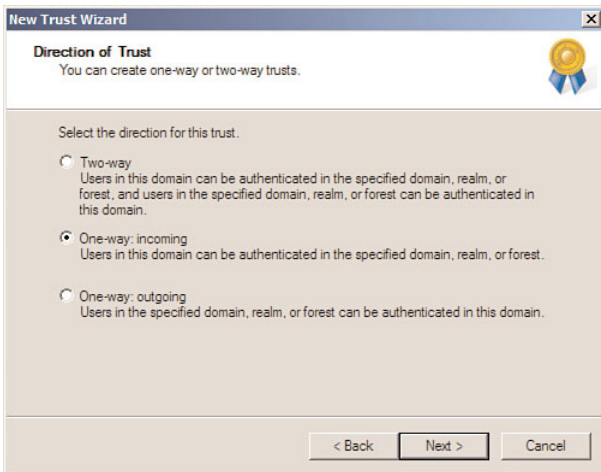 New Trust Wizard
Direction of Trust
You can create one-way or two-way trusts.
Select the direction for this trust.
Two-way
Users in this domain can be authenticated in the specified domain, realm, or
forest, and users in the specified domain, realm, or forest can be authenticated in
this domain.
One-way: incoming
Users in this domain can be authenticated in the specified domain, realm, or forest.
One-way: outgoing
Users in the specified domain, realm, or forest can be authenticated in this domain.
< Back Next > Cancel